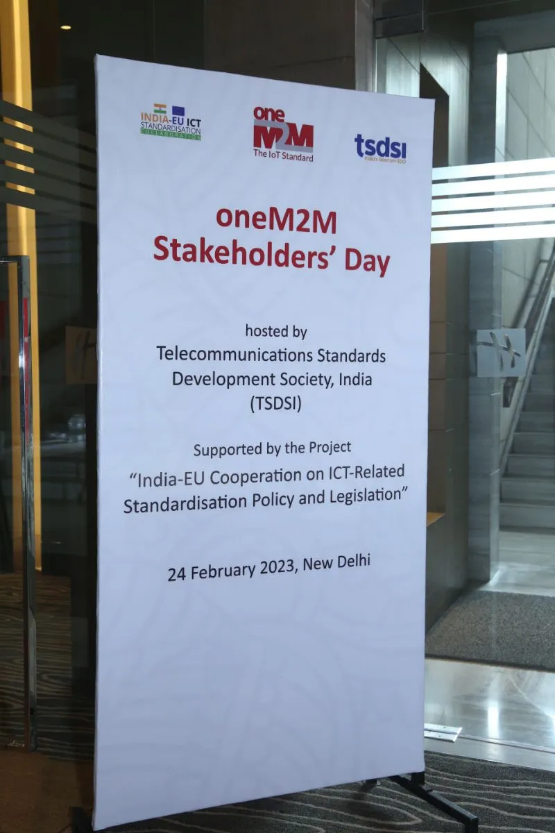 INDIA-EU ICT
STANDARDISATION
COLLABORATION
one
M2M
The IoT Standard
tsdsi
oneM2M
Stakeholders’ Day
hosted by
Telecommunications Standards
Development Society, India
(TSDSI)
Supported by the Project
“India-EU Cooperation on ICT-Related
Standardisation Policy and Legislation”
24 February 2023, New Delhi